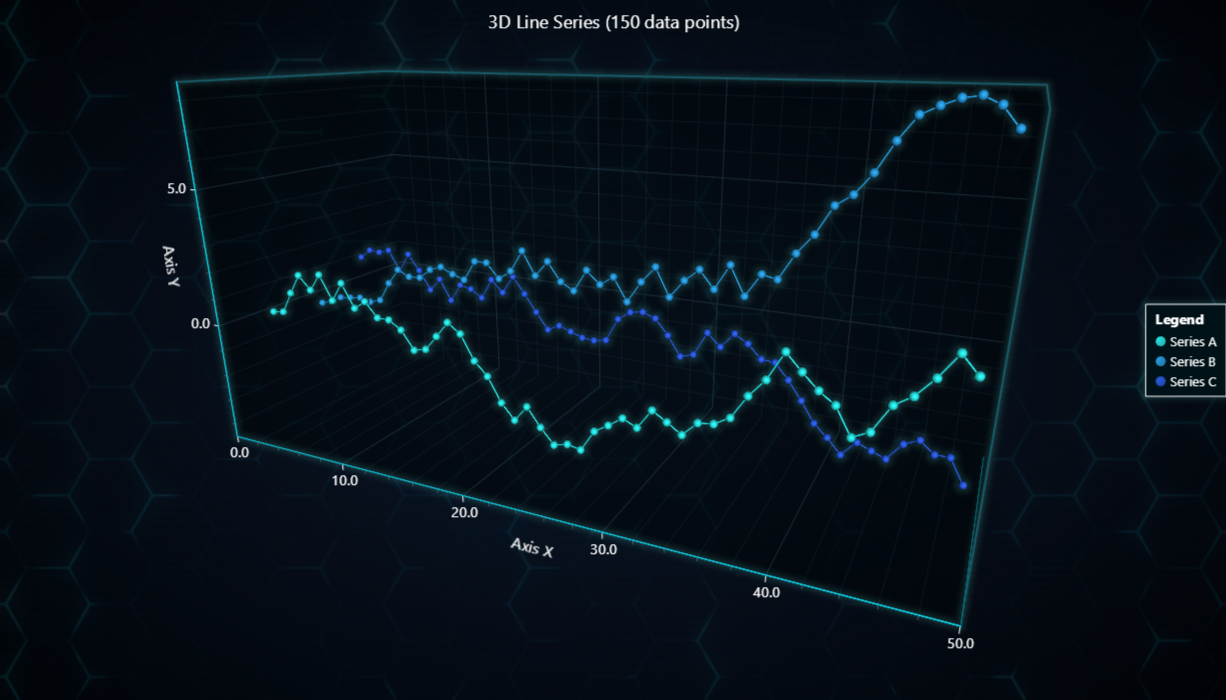 3D Line Series (150 data points)
5.0
Axis Y
0.0
0.0
10.0
20.0
Axis X
30.0
40.0
50.0
Legend
Series A
Series B
Series C